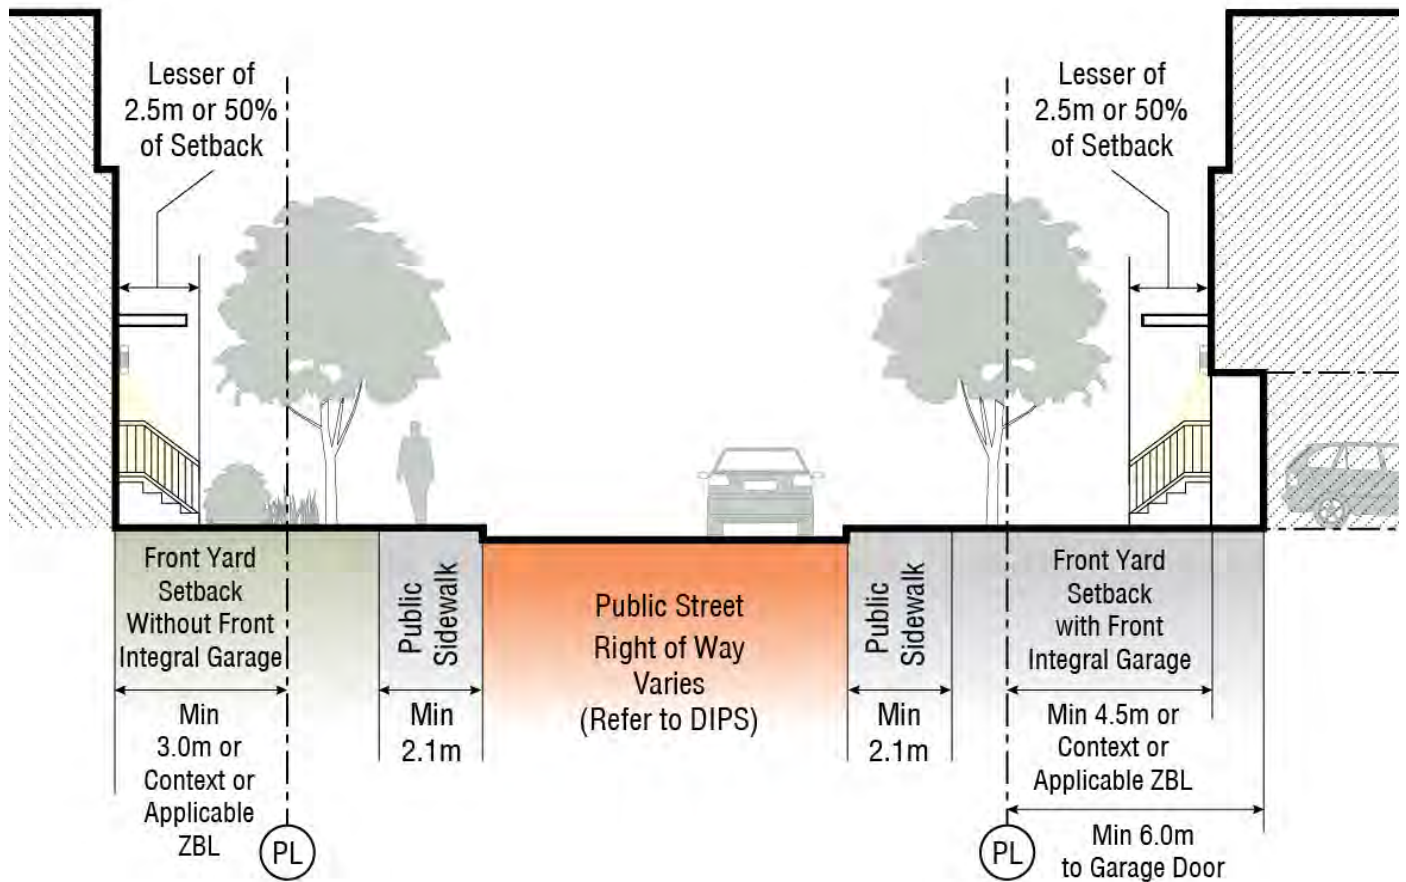 Lesser of
2.5m or 50%
of Setback
Lesser of
2.5m or 50%
of Setback
Front Yard
Setback
Without Front
Integral Garage
Min
3.0m or
Context or
Applicable
ZBL
PL
Public
Sidewalk
Min
2.1m
Public Street
Right of Way
Varies
(Refer to DIPS)
Public
Sidewalk
Min
2.1m
Front Yard
Setback
with Front
Integral Garage
Min 4.5m or
Context or
Applicable ZBL
PL
Min 6.0m
to Garage Door